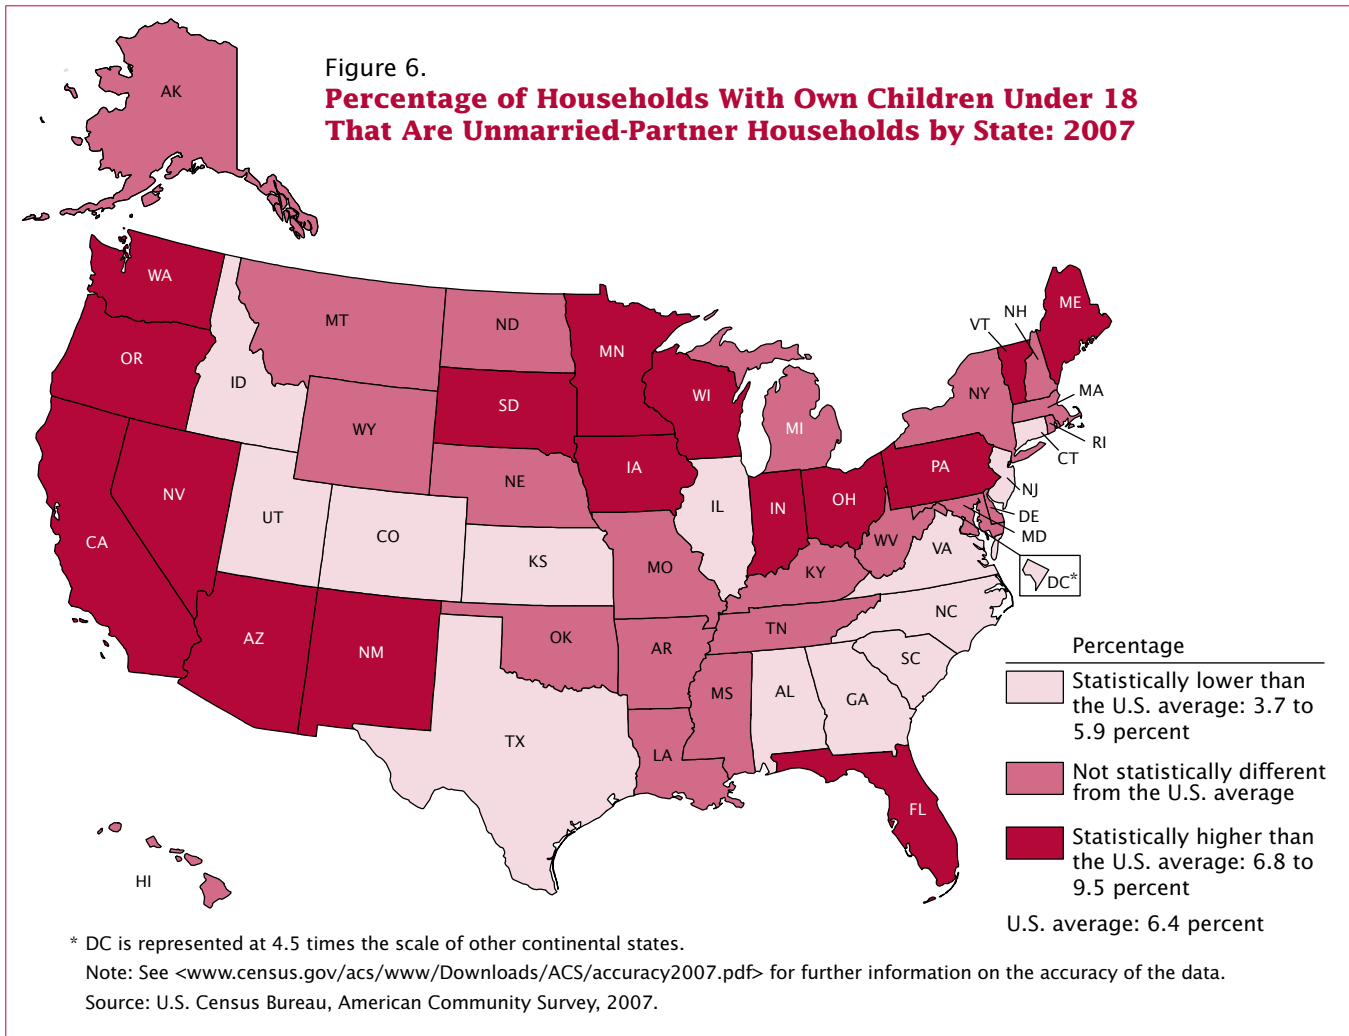 Figure 6.
Percentage of Households With Own Children Under 18
That Are Unmarried-Partner Households by State: 2007
AK
WA
MT
ND
MN
ME
NH
VT
OR
ID
SD
WI
NY
MA
WY
MI
RI
CT
IA
PA
NE
NV
OH
NJ
IL
IN
UT
DE
CO
MD
CA
WV
VA
KS
MO
KY
DC*
NC
AZ
OK
TN
NM
AR
SC
MS
AL
GA
TX
LA
FL
HI
Percentage
Statistically lower than
the U.S. average: 3.7 to
5.9 percent
Not statistically different
from the U.S. average
Statistically higher than
the U.S. average: 6.8 to
9.5 percent
U.S. average: 6.4 percent
* DC is represented at 4.5 times the scale of other continental states.
Note: See <www.census.gov/acs/www/Downloads/ACS/accuracy2007.pdf> for further information on the accuracy of the data.
Source: U.S. Census Bureau, American Community Survey, 2007.